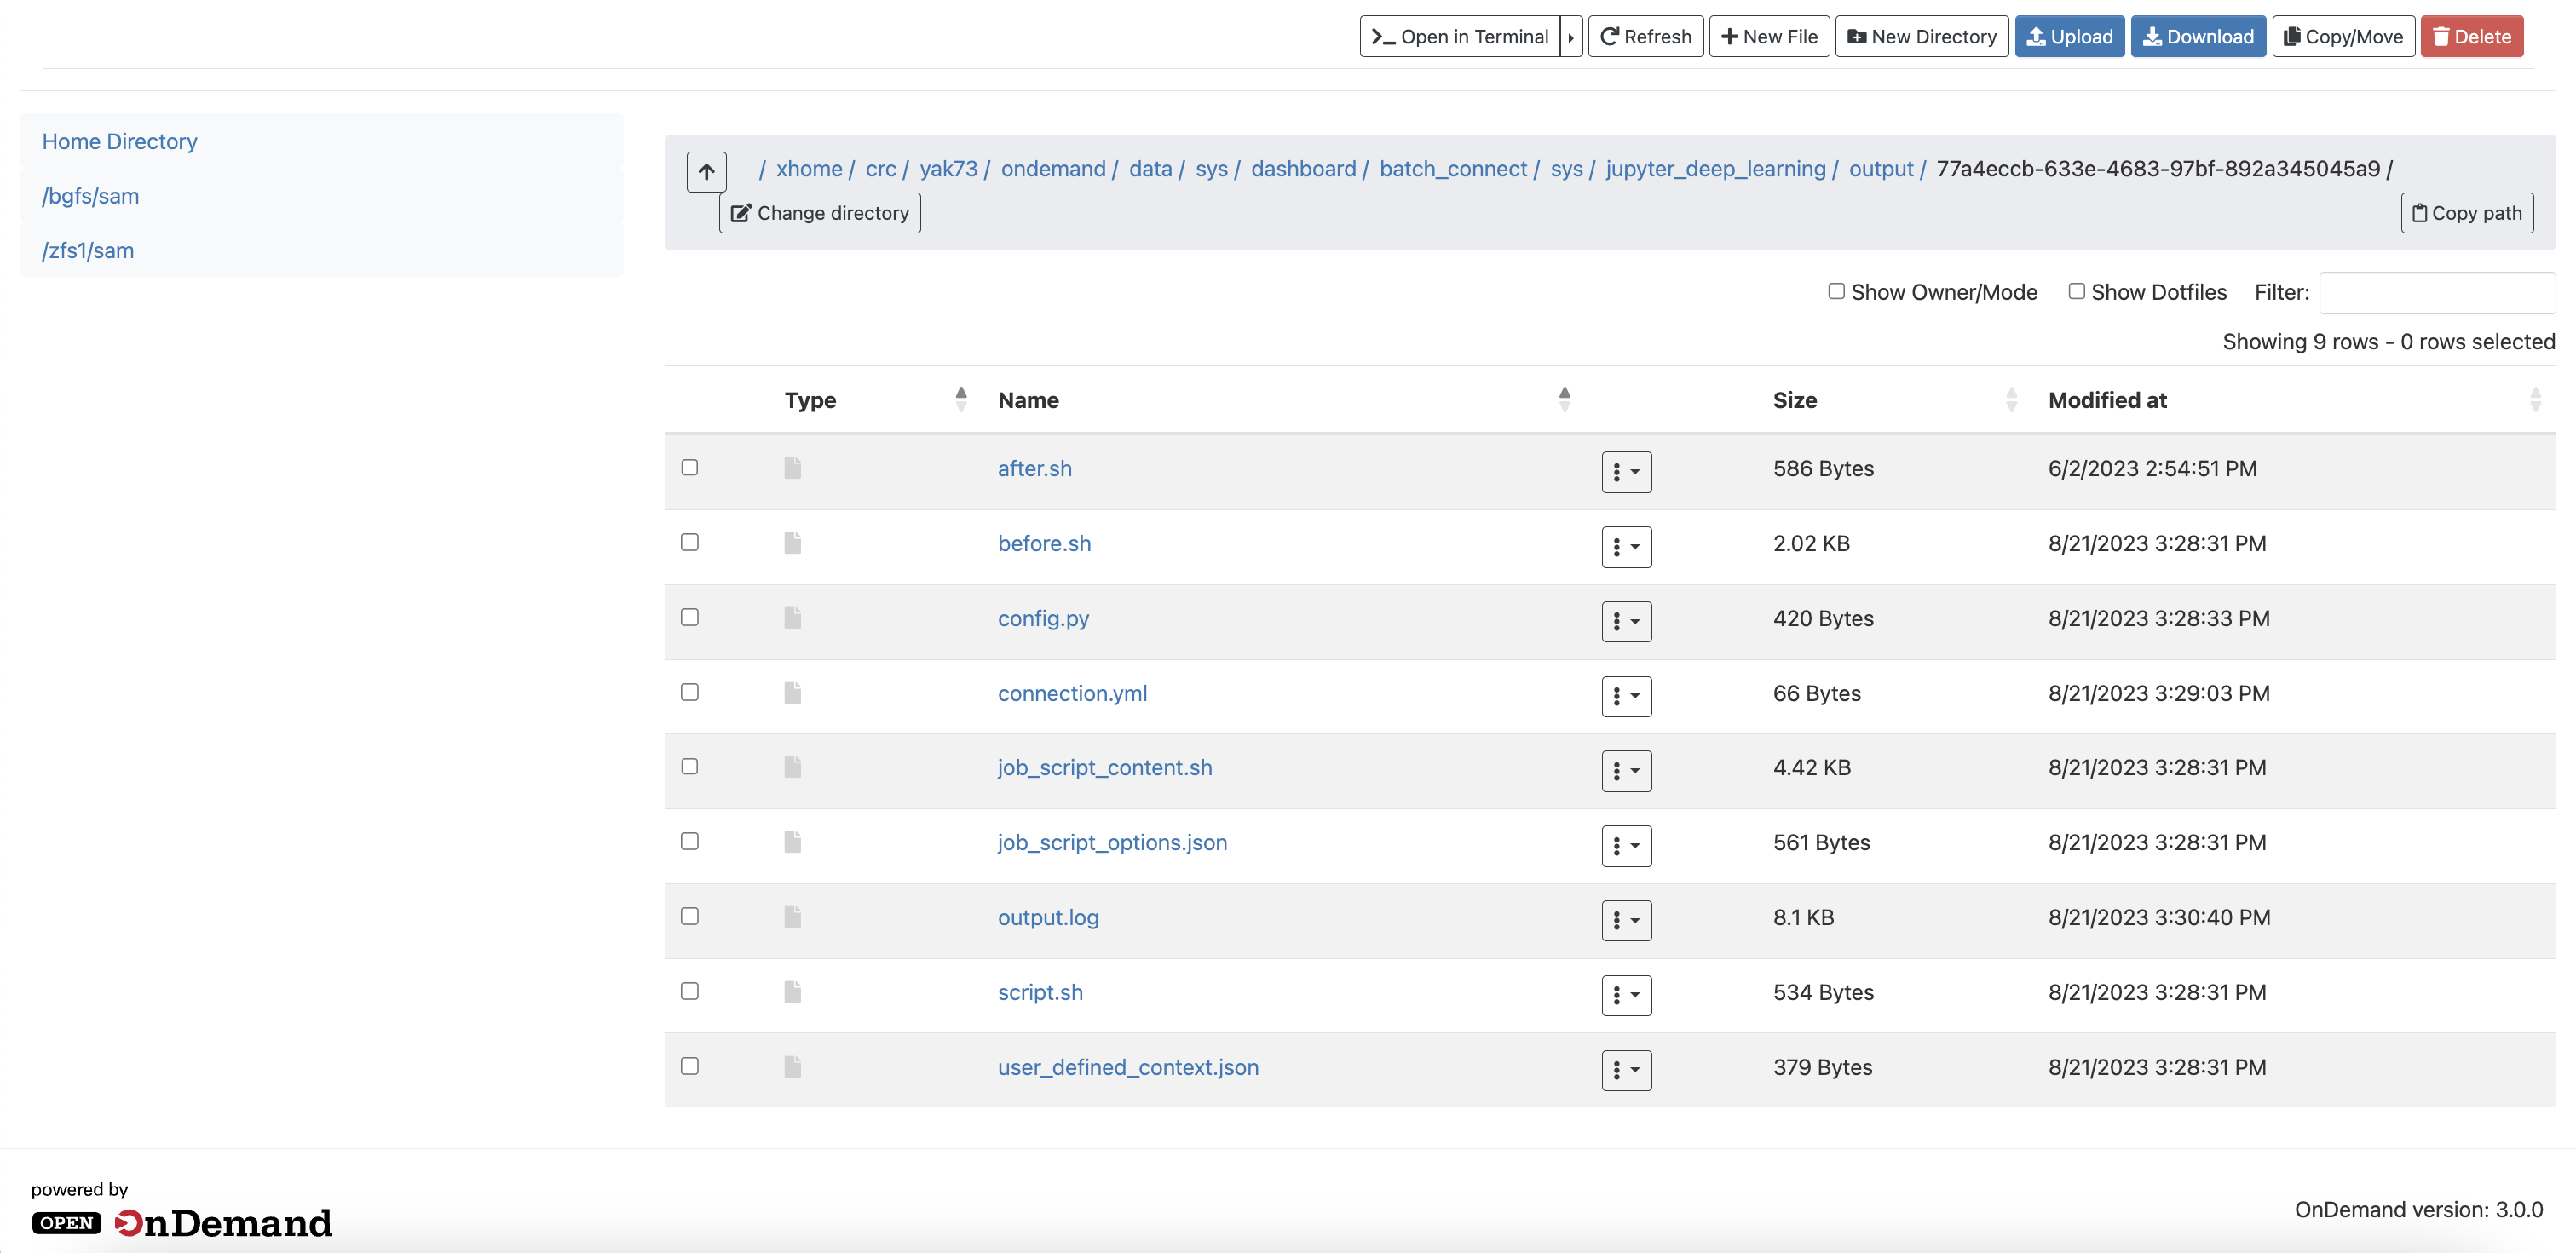 Open in Terminal Refresh New File New Directory Upload Download Copy/Move Delete
Home Directory
/bgfs/sam
/zfs1/sam
/ xhome / crc / yak73 / ondemand / data / sys / dashboard / batch_connect / sys / jupyter_deep_learning / output / 77a4eccb-633e-4683-97bf-892a345045a9 /
Change directory Copy path
Show Owner/Mode Show Dotfiles Filter:
Showing 9 rows - 0 rows selected
Type Name Size Modified at
after.sh 586 Bytes 6/2/2023 2:54:51 PM
before.sh 2.02 KB 8/21/2023 3:28:31 PM
config.py 420 Bytes 8/21/2023 3:28:33 PM
connection.yml 66 Bytes 8/21/2023 3:29:03 PM
job_script_content.sh 4.42 KB 8/21/2023 3:28:31 PM
job_script_options.json 561 Bytes 8/21/2023 3:28:31 PM
output.log 8.1 KB 8/21/2023 3:30:40 PM
script.sh 534 Bytes 8/21/2023 3:28:31 PM
user_defined_context.json 379 Bytes 8/21/2023 3:28:31 PM
powered by
OPEN OnDemand
OnDemand version: 3.0.0